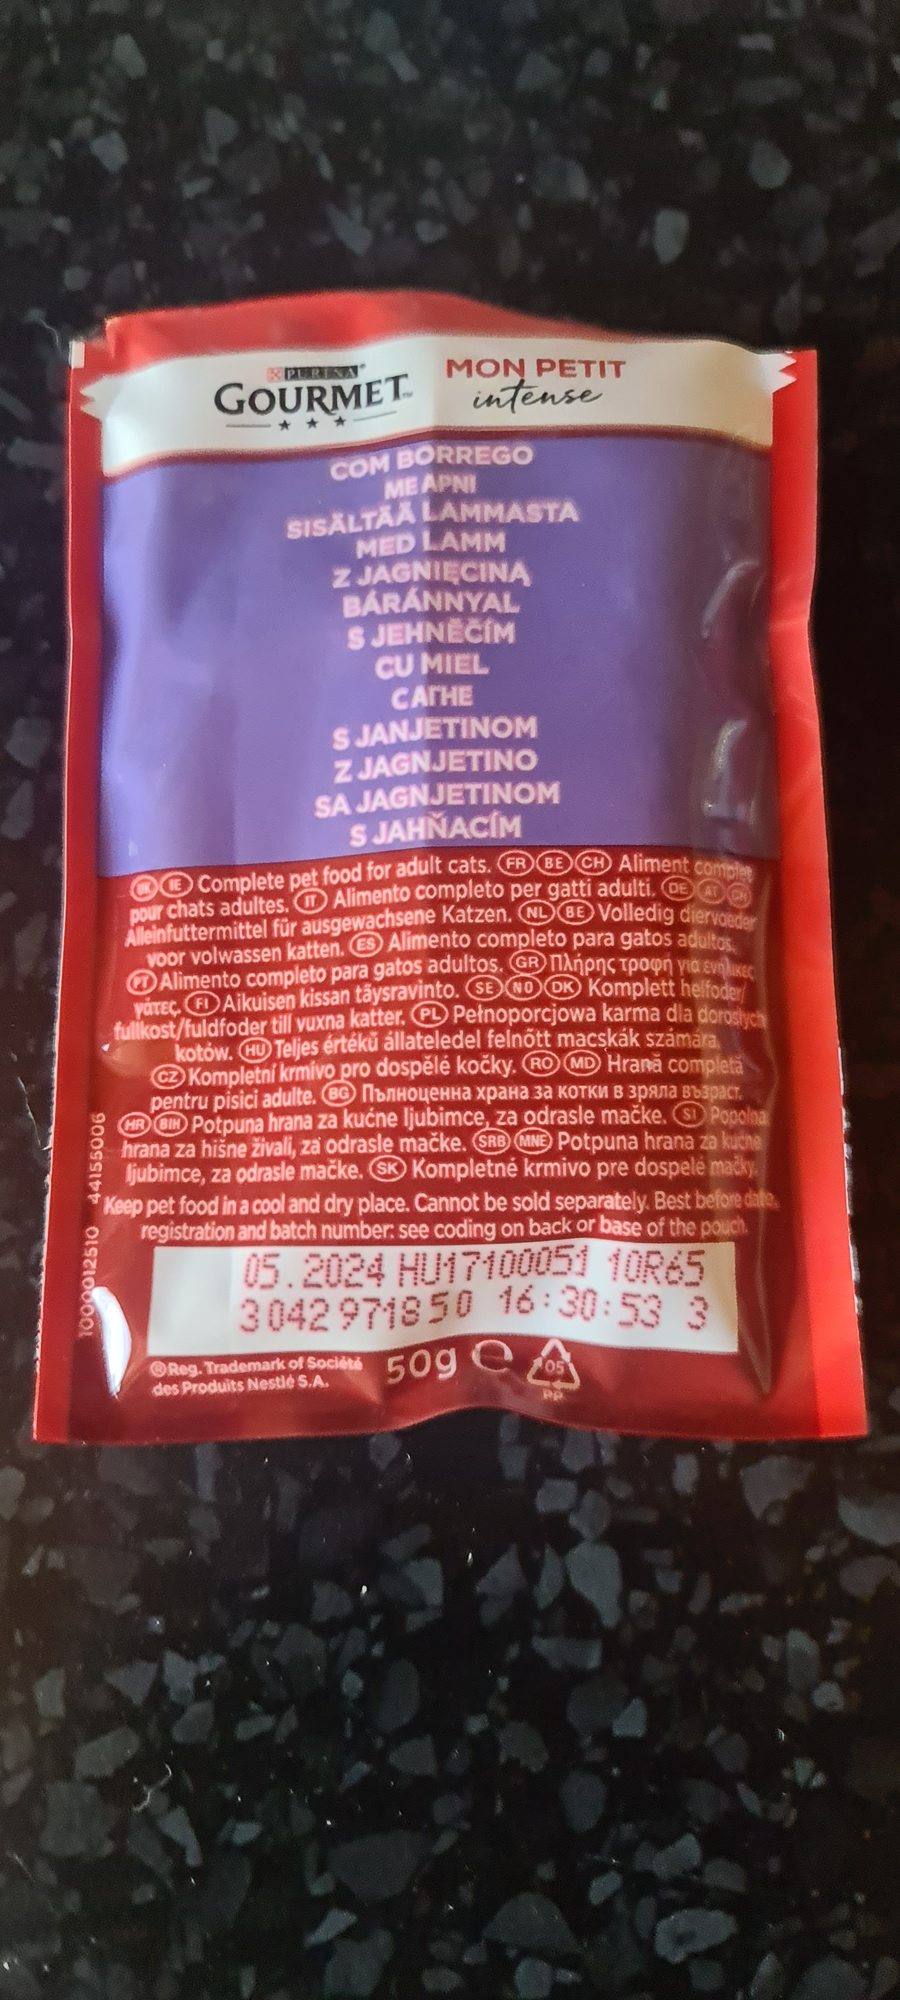 PURINA®
GOURMET™
MON PETIT
intense
COM BORREGO
ME ΑΡΝΙ
SISÄLTÄÄ LAMMASTA
MED LAMM
Z JAGNIĘCINĄ
BÁRÁNNYAL
S JEHNĚČÍM
CU MIEL
С АГНЕ
S JANJETINOM
Z JAGNJETINO
SA JAGNJETINOM
S JAHŇACÍM
UK IE Complete pet food for adult cats. FR BE CH Aliment complet
pour chats adultes. IT Alimento completo per gatti adulti. DE AT CH
Alleinfuttermittel für ausgewachsene Katzen. NL BE Volledig diervoeder
voor volwassen katten. ES Alimento completo para gatos adultos.
PT Alimento completo para gatos adultos. GR Πλήρης τροφή για ενήλικες
γάτες. FI Aikuisen kissan täysravinto. SE NO DK Komplett helfoder/
fullkost/fuldfoder till vuxna katter. PL Pełnoporcjowa karma dla dorosłych
kotów. HU Teljes értékű állateledel felnőtt macskák számára.
CZ Kompletní krmivo pro dospělé kočky. RO MD Hrană completă
pentru pisici adulte. BG Пълноценна храна за котки в зряла възраст.
HR BIH Potpuna hrana za kućne ljubimce, za odrasle mačke. SI Popolna
hrana za hišne živali, za odrasle mačke. SRB MNE Potpuna hrana za kućne
ljubimce, za odrasle mačke. SK Kompletné krmivo pre dospelé mačky.
Keep pet food in a cool and dry place. Cannot be sold separately. Best before date,
registration and batch number: see coding on back or base of the pouch.
05.2024 HU17100051 10R65
3042971850 16:30:53 3
® Reg. Trademark of Société
des Produits Nestlé S.A.
50g ℮
05
PP
1000012510 44155006